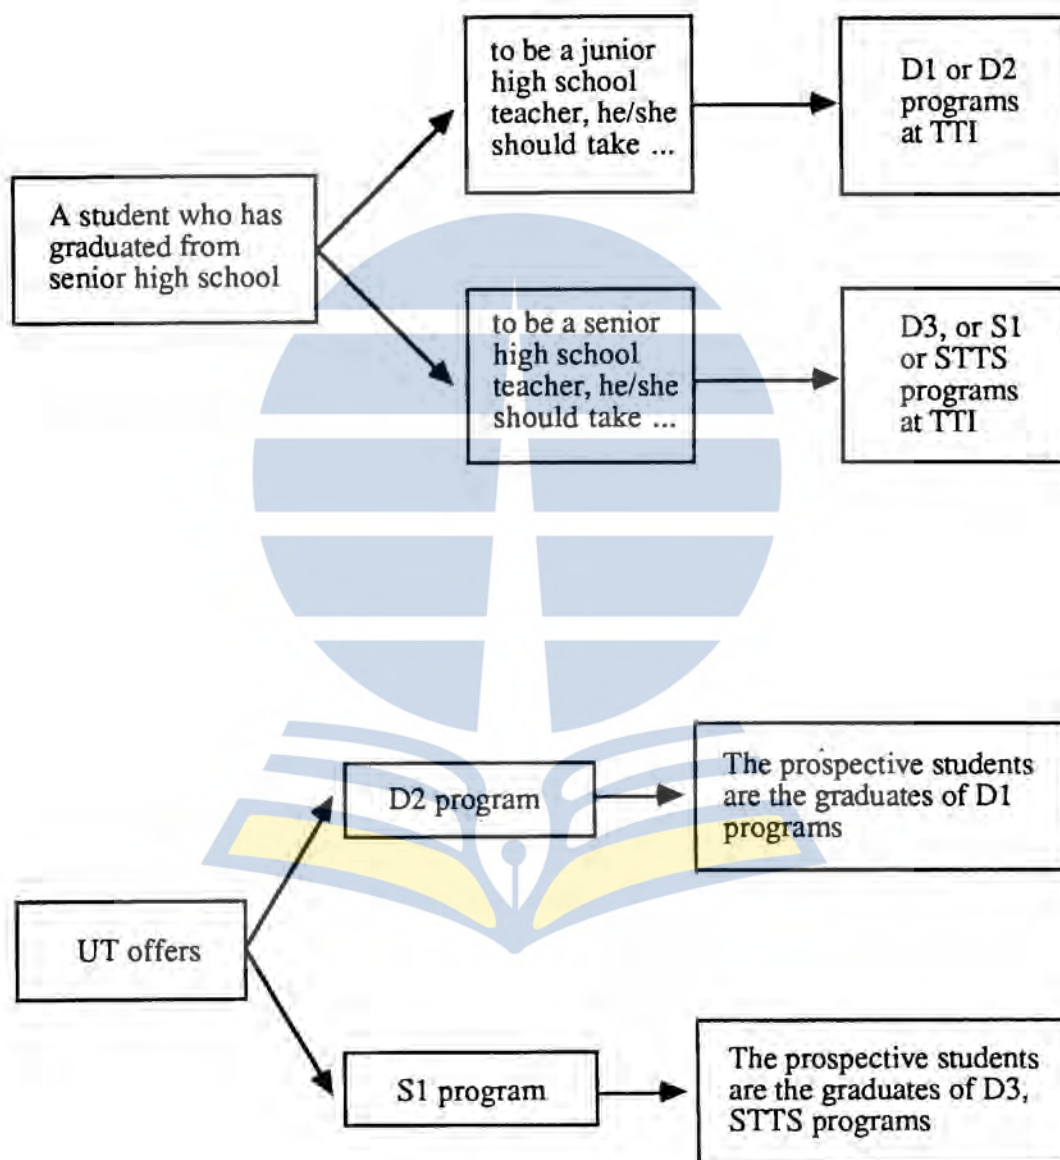 to be a junior
high school
teacher, he/she
should take ...
D1 or D2
programs
at TTI
A student who has
graduated from
senior high school
to be a senior
high school
teacher, he/she
should take ...
D3, or S1
or STTS
programs
at TTI
D2 program
The prospective students
are the graduates of D1
programs
UT offers
S1 program
The prospective students
are the graduates of D3,
STTS programs